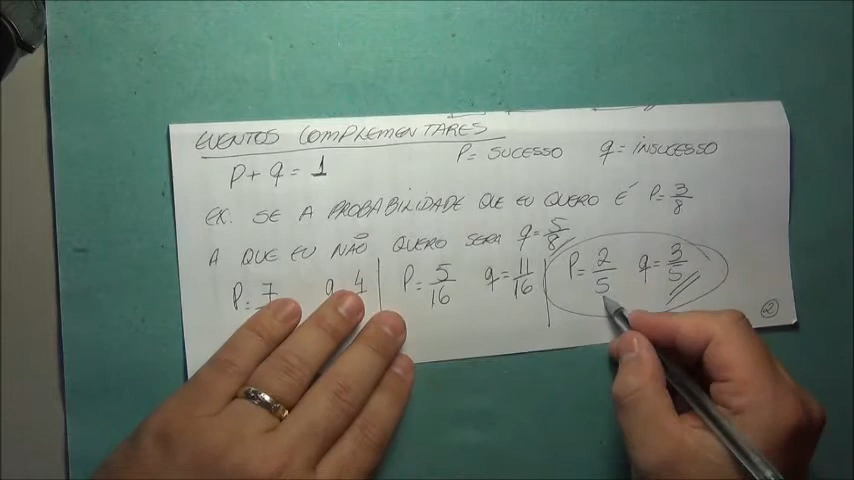 EVENTOS COMPLEMENTARES
P = SUCESSO q = INSUCESSO
P + q = 1
EX. SE A PROBABILIDADE QUE EU QUERO É P = 3/8
A QUE EU NÃO QUERO SERÁ q = 5/8
P = 7 q 4 | P = 5/16 q = 11/16 | P = 2/5 q = 3/5
2